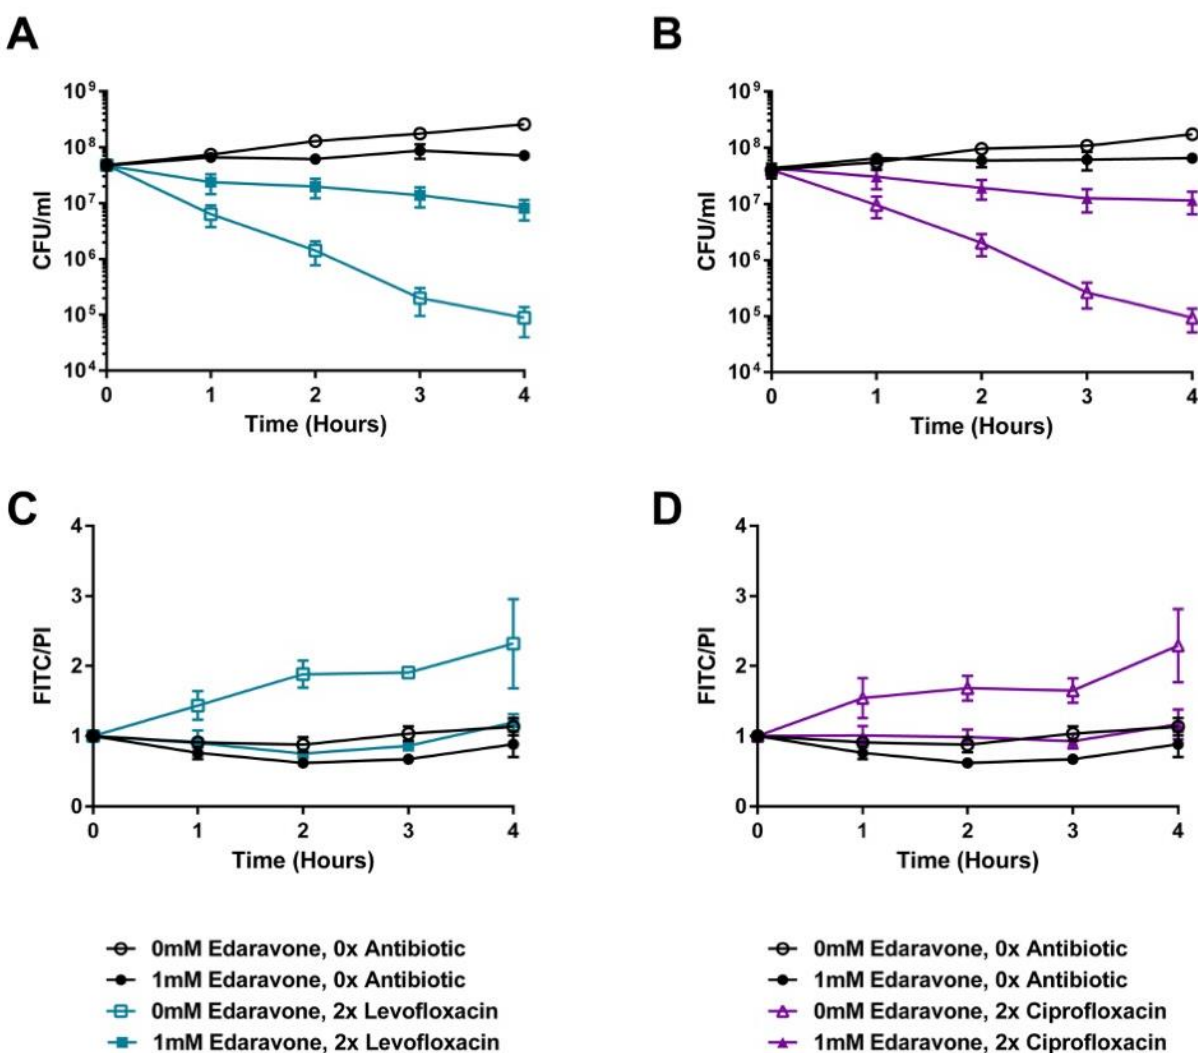 A
10⁹
10⁸
10⁷
10⁶
10⁵
10⁴
CFU/ml
0 1 2 3 4
Time (Hours)
B
10⁹
10⁸
10⁷
10⁶
10⁵
10⁴
CFU/ml
0 1 2 3 4
Time (Hours)
C
4
3
2
1
0
FITC/PI
0 1 2 3 4
Time (Hours)
D
4
3
2
1
0
FITC/PI
0 1 2 3 4
Time (Hours)
0mM Edaravone, 0x Antibiotic
1mM Edaravone, 0x Antibiotic
0mM Edaravone, 2x Levofloxacin
1mM Edaravone, 2x Levofloxacin
0mM Edaravone, 0x Antibiotic
1mM Edaravone, 0x Antibiotic
0mM Edaravone, 2x Ciprofloxacin
1mM Edaravone, 2x Ciprofloxacin